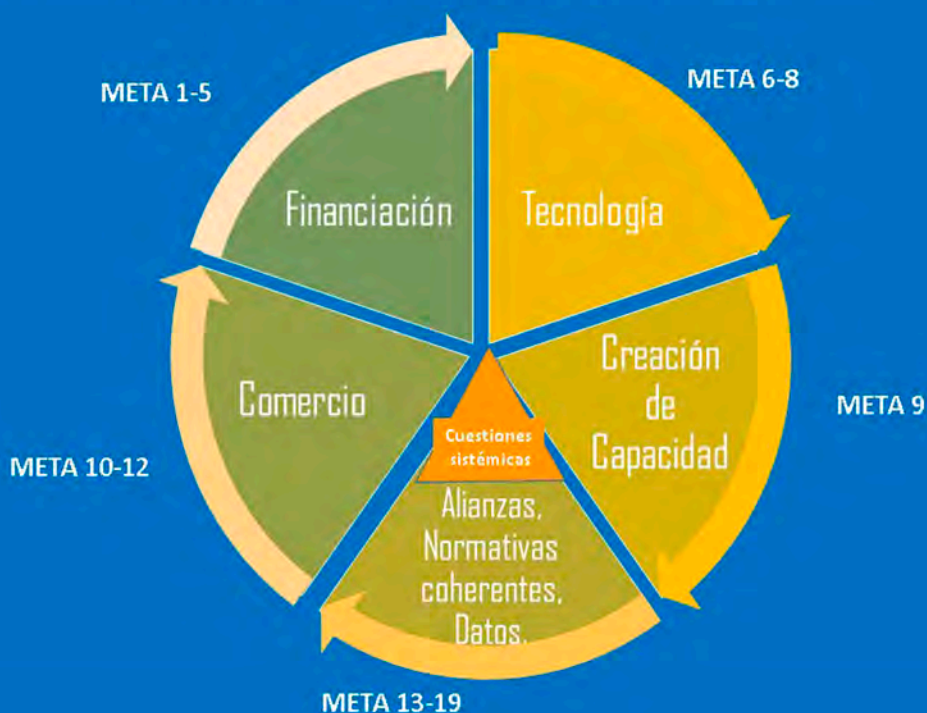 META 1-5
META 6-8
Financiación
Tecnología
Creación
de
Capacidad
META 9
Comercio
META 10-12
Cuestiones
sistémicas
Alianzas,
Normativas
coherentes,
Datos.
META 13-19